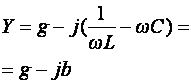 Y = g − j(1/ωL − ωC) =
= g − jb